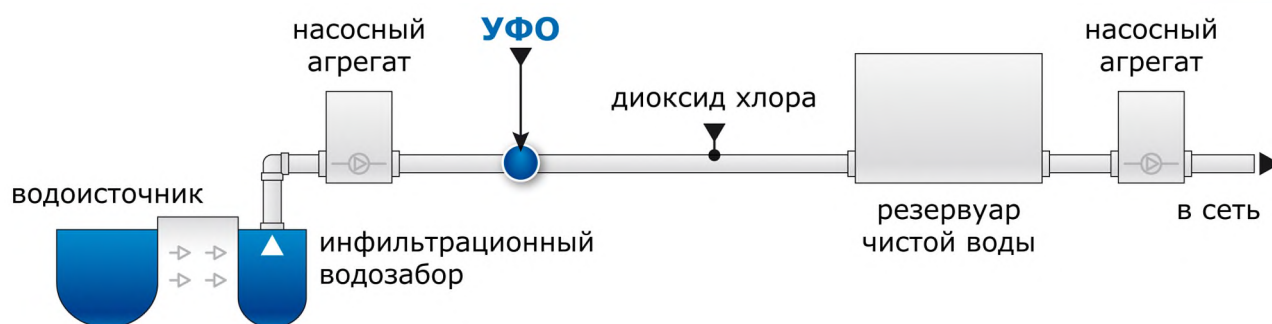 насосный
агрегат
УФО
диоксид хлора
насосный
агрегат
водоисточник
инфильтрационный
водозабор
резервуар
чистой воды
в сеть